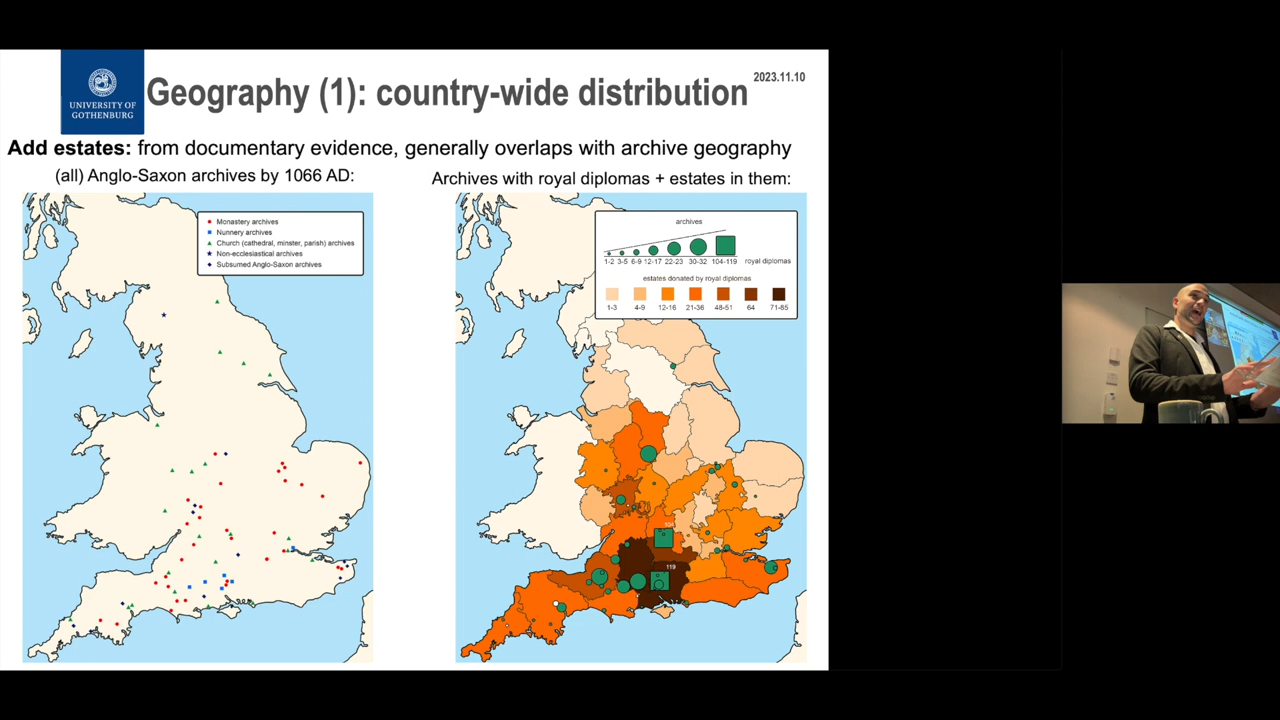 UNIVERSITY OF
GOTHENBURG
Geography (1): country-wide distribution
2023.11.10
Add estates: from documentary evidence, generally overlaps with archive geography
(all) Anglo-Saxon archives by 1066 AD:
Monastery archives
Nunnery archives
Church (cathedral, minster, parish) archives
Non-ecclesiastical archives
Subsumed Anglo-Saxon archives
Archives with royal diplomas + estates in them:
archives
1-2 3-5 6-9 12-17 22-23 30-32 104-119 royal diplomas
estates donated by royal diplomas
1-3 4-9 12-16 21-36 48-51 64 71-85
104
119